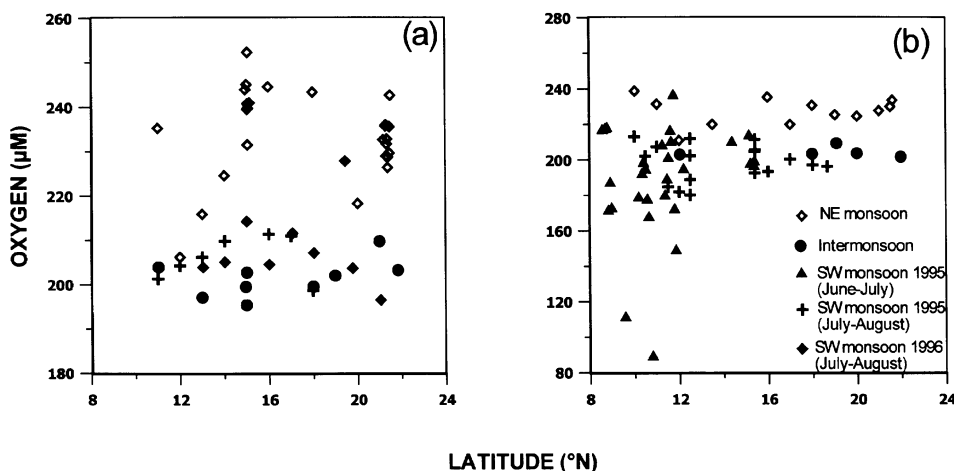 (a)
260
240
220
200
180
8
12
16
20
24
OXYGEN (µM)
(b)
280
240
200
160
120
80
8
12
16
20
24
NE monsoon
Intermonsoon
SW monsoon 1995
(June-July)
SW monsoon 1995
(July-August)
SW monsoon 1996
(July-August)
LATITUDE (°N)